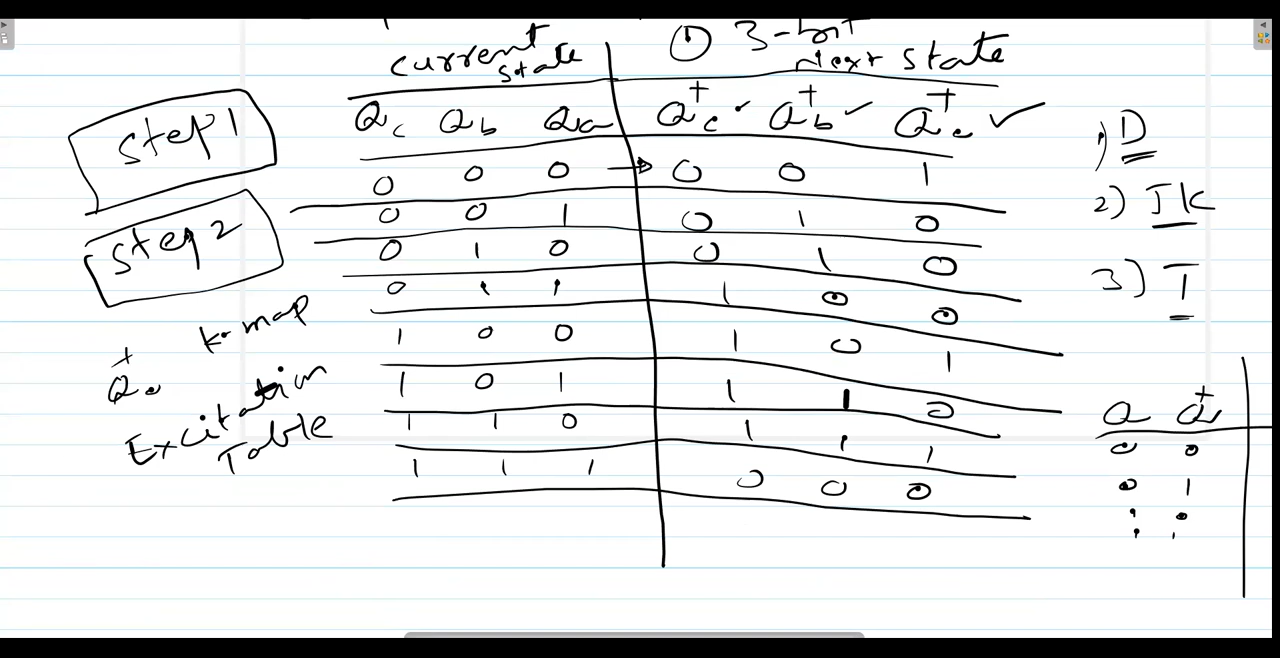 ① 3-bit
current state Next state
Step 1
Qc Qb Qa Qc⁺ ✓ Qb⁺ ✓ Qa⁺ ✓
0 0 0 → 0 0 1
0 0 1 0 1 0
0 1 0 0 1 0
0 1 1 1 0 0
1 0 0 1 0 1
1 0 1 1 1 0
1 1 0 1 1 1
1 1 1 0 0 0
Step 2
K-map
Excitation
Table
1) D
2) JK
3) T
Q Q⁺
0 0
0 1